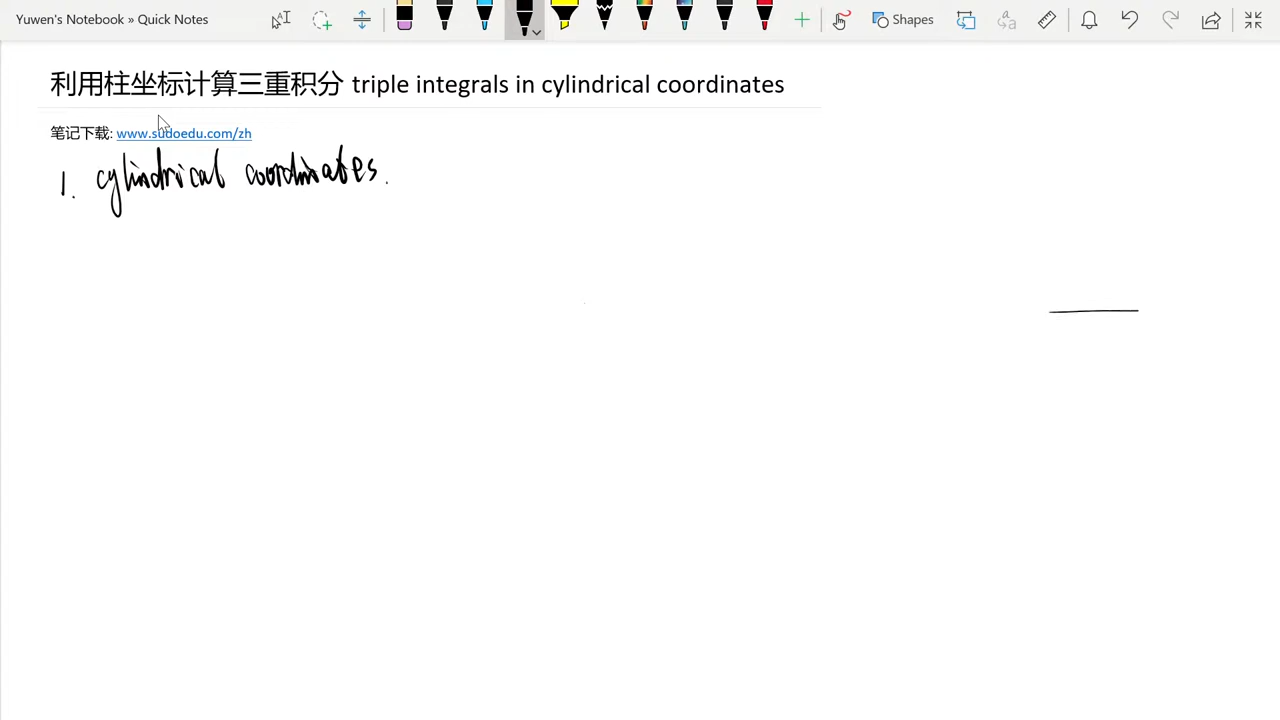 Yuwen's Notebook » Quick Notes
Shapes
利用柱坐标计算三重积分 triple integrals in cylindrical coordinates
笔记下载: www.sudoedu.com/zh
1. cylindrical coordinates.